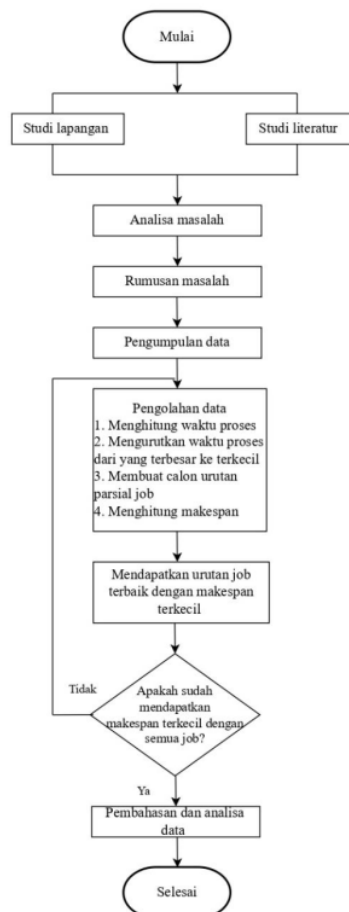 Mulai
Studi lapangan
Studi literatur
Analisa masalah
Rumusan masalah
Pengumpulan data
Pengolahan data
1. Menghitung waktu proses
2. Mengurutkan waktu proses
dari yang terbesar ke terkecil
3. Membuat calon urutan
parsial job
4. Menghitung makespan
Mendapatkan urutan job
terbaik dengan makespan
terkecil
Tidak
Apakah sudah
mendapatkan
makespan terkecil dengan
semua job?
Ya
Pembahasan dan analisa
data
Selesai